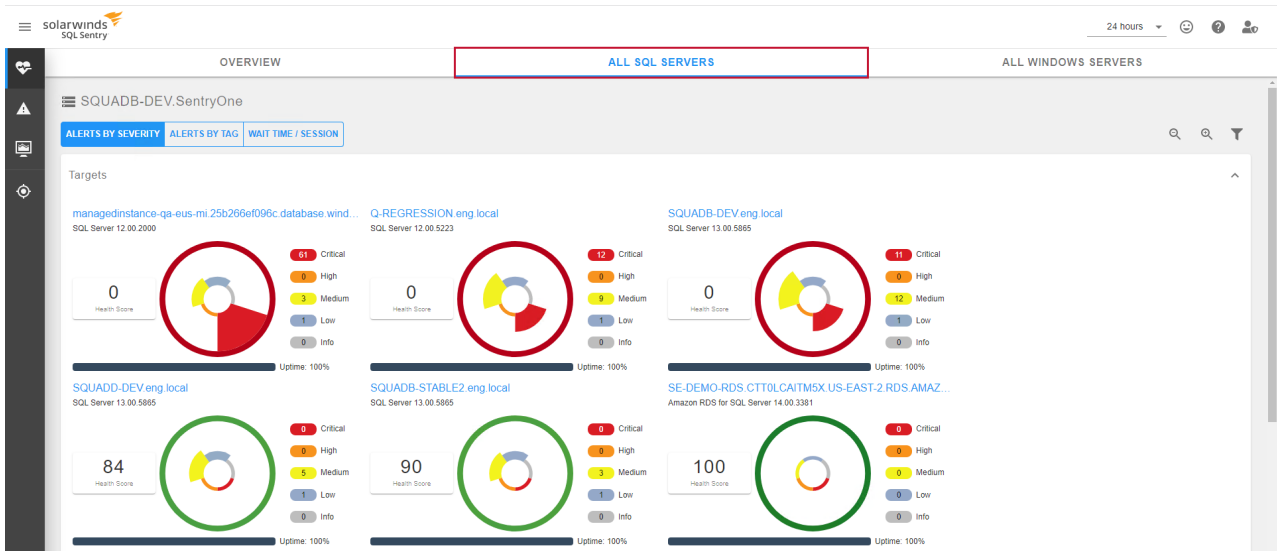 solarwinds
SQL Sentry
24 hours
OVERVIEW
ALL SQL SERVERS
ALL WINDOWS SERVERS
SQUADB-DEV.SentryOne
ALERTS BY SEVERITY
ALERTS BY TAG
WAIT TIME / SESSION
Targets
managedinstance-qa-eus-mi.25b266ef096c.database.wind...
SQL Server 12.00.2000
0
Health Score
61 Critical
0 High
3 Medium
1 Low
0 Info
Uptime: 100%
Q-REGRESSION.eng.local
SQL Server 12.00.5223
0
Health Score
12 Critical
0 High
9 Medium
1 Low
0 Info
Uptime: 100%
SQUADB-DEV.eng.local
SQL Server 13.00.5865
0
Health Score
11 Critical
0 High
12 Medium
1 Low
0 Info
Uptime: 100%
SQUADD-DEV.eng.local
SQL Server 13.00.5865
84
Health Score
0 Critical
0 High
5 Medium
1 Low
0 Info
Uptime: 100%
SQUADB-STABLE2.eng.local
SQL Server 13.00.5865
90
Health Score
0 Critical
0 High
3 Medium
1 Low
0 Info
Uptime: 100%
SE-DEMO-RDS.CTT0LCAITM5X.US-EAST-2.RDS.AMAZ...
Amazon RDS for SQL Server 14.00.3381
100
Health Score
0 Critical
0 High
0 Medium
0 Low
0 Info
Uptime: 100%